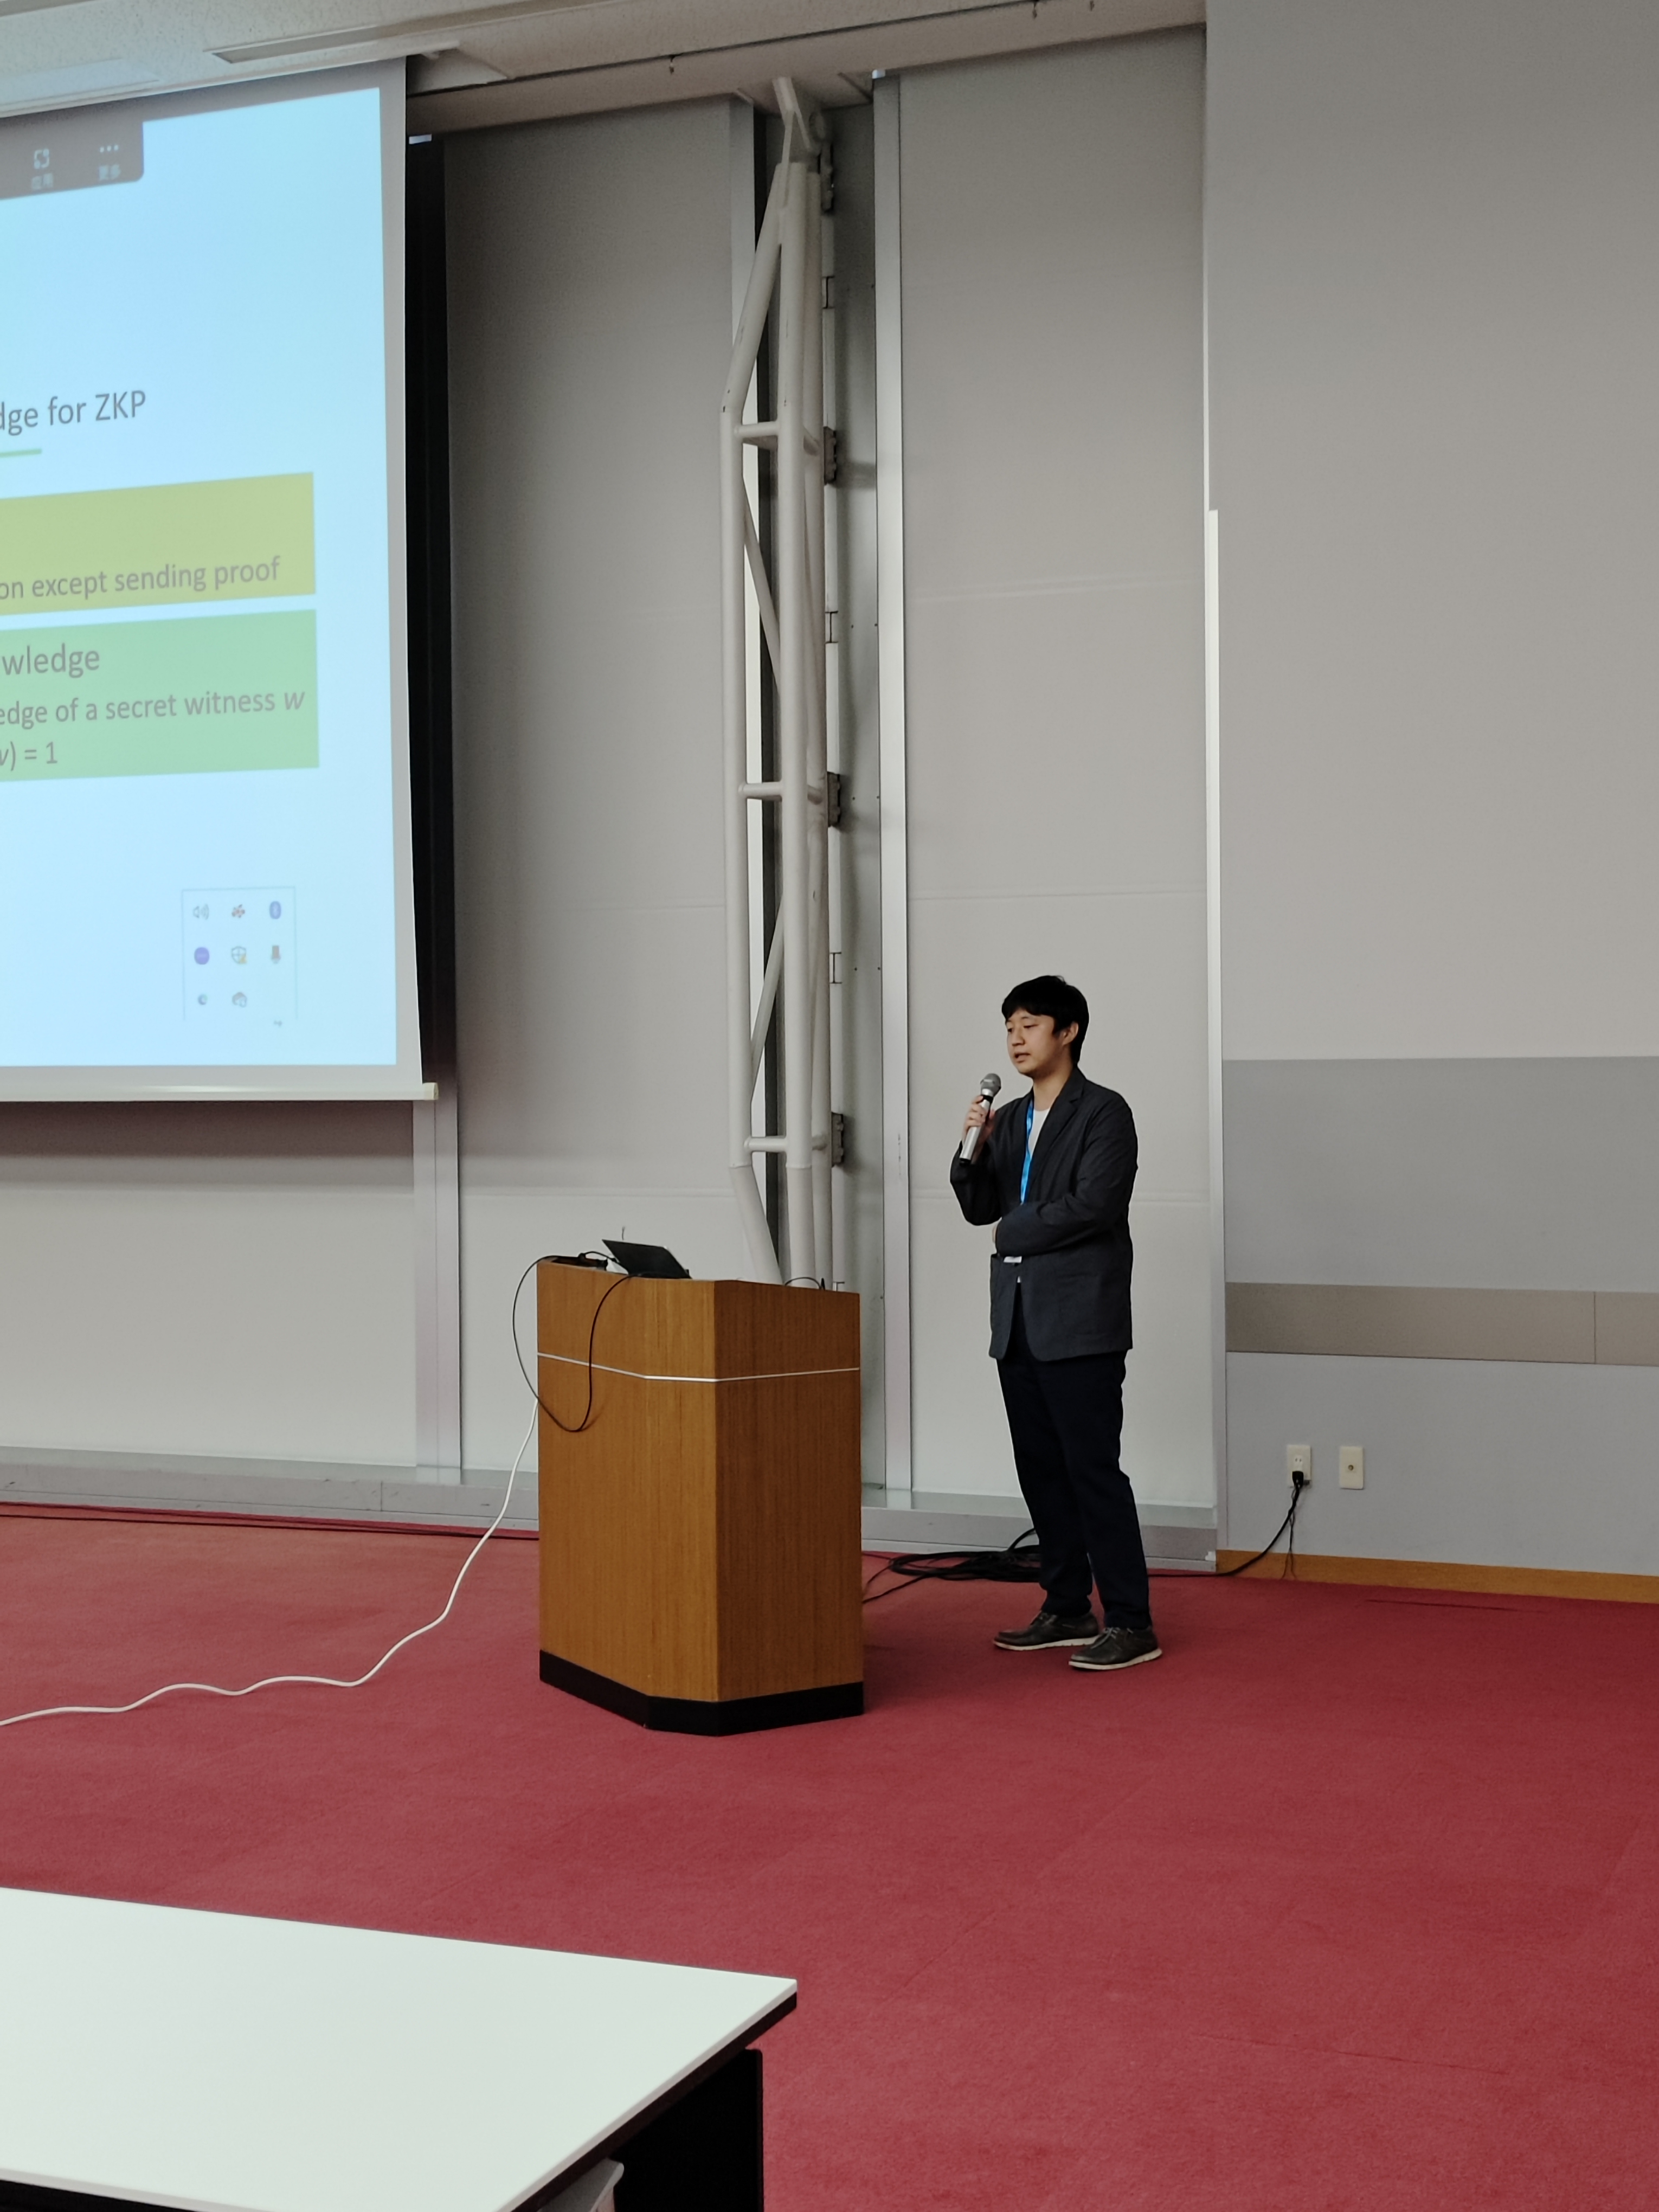 应用 更多
dge for ZKP
on except sending proof
wledge
edge of a secret witness w
) = 1